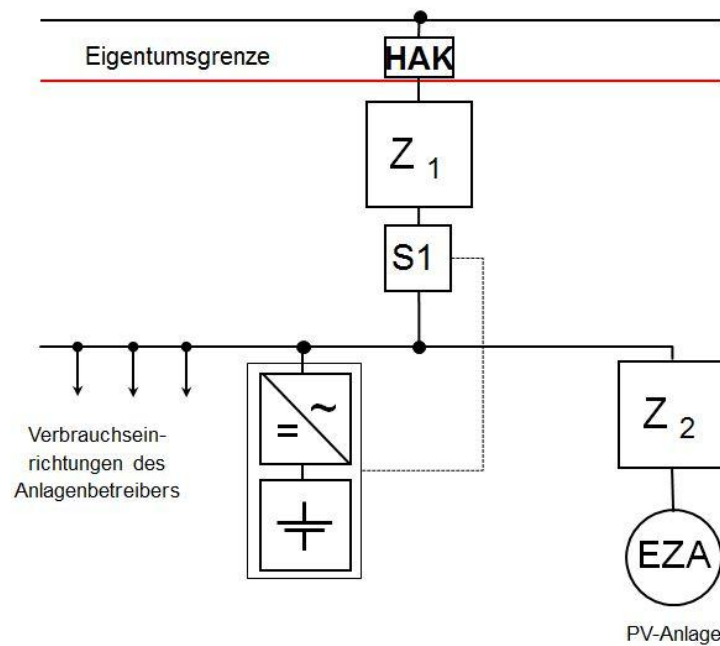 Eigentumsgrenze
HAK
Z 1
S1
Verbrauchsein-
richtungen des
Anlagenbetreibers
= ~
Z 2
EZA
PV-Anlage